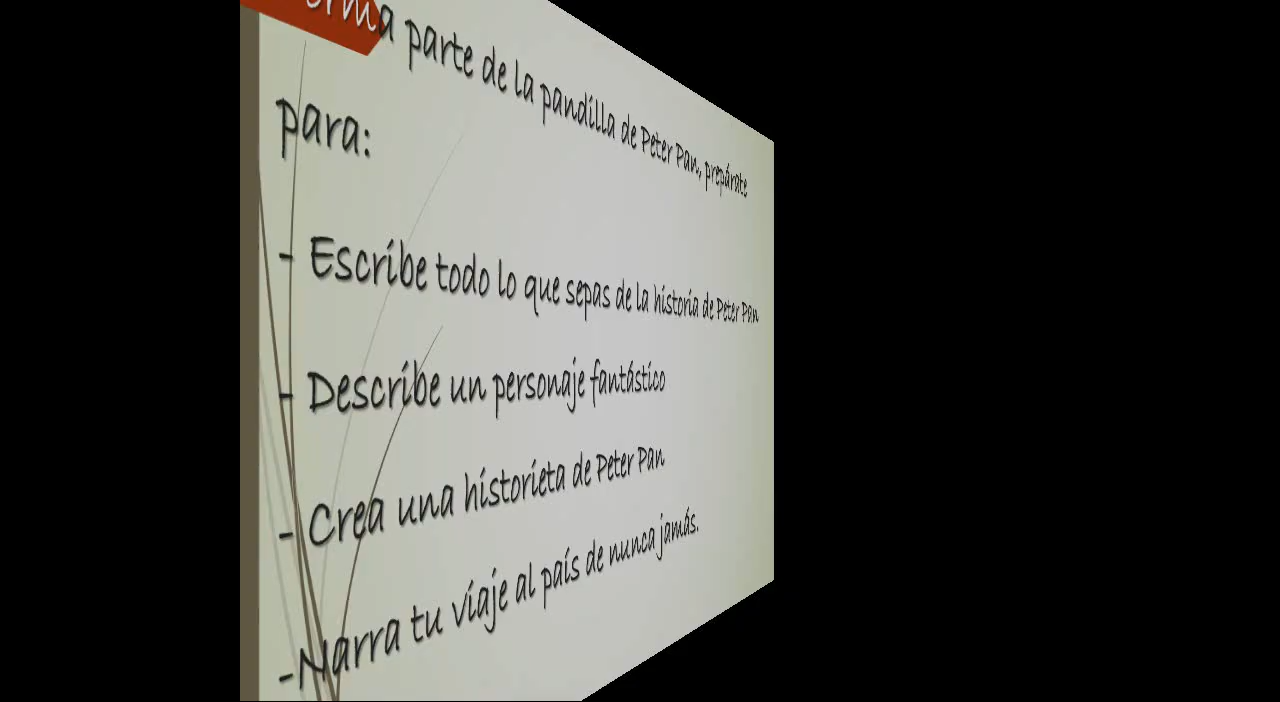 Forma parte de la pandilla de Peter Pan, prepárate
para:
- Escribe todo lo que sepas de la historia de Peter Pan
- Describe un personaje fantástico
- Crea una historieta de Peter Pan
-Narra tu viaje al país de nunca jamás.